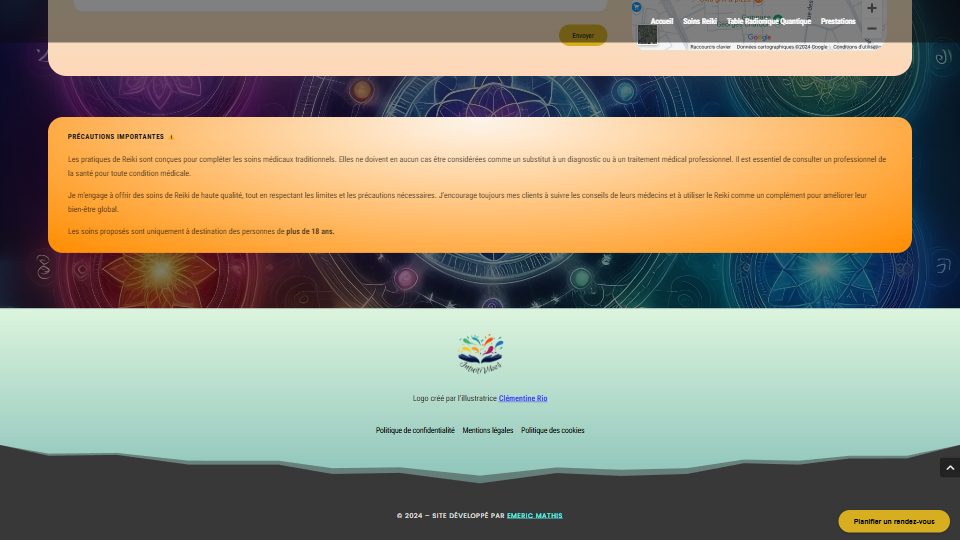 Accueil Soins Reiki Table Radionique Quantique Prestations
Envoyer
Google
Raccourcis clavier Données cartographiques ©2024 Google Conditions d'utilisation
PRÉCAUTIONS IMPORTANTES ⚠️
Les pratiques de Reiki sont conçues pour compléter les soins médicaux traditionnels. Elles ne doivent en aucun cas être considérées comme un substitut à un diagnostic ou à un traitement médical professionnel. Il est essentiel de consulter un professionnel de
la santé pour toute condition médicale.
Je m'engage à offrir des soins de Reiki de haute qualité, tout en respectant les limites et les précautions nécessaires. J'encourage toujours mes clients à suivre les conseils de leurs médecins et à utiliser le Reiki comme un complément pour améliorer leur
bien-être global.
Les soins proposés sont uniquement à destination des personnes de plus de 18 ans.
Logo créé par l'illustratrice Clémentine Rio
Politique de confidentialité Mentions légales Politique des cookies
© 2024 – SITE DÉVELOPPÉ PAR EMERIC MATHIS
Planifier un rendez-vous